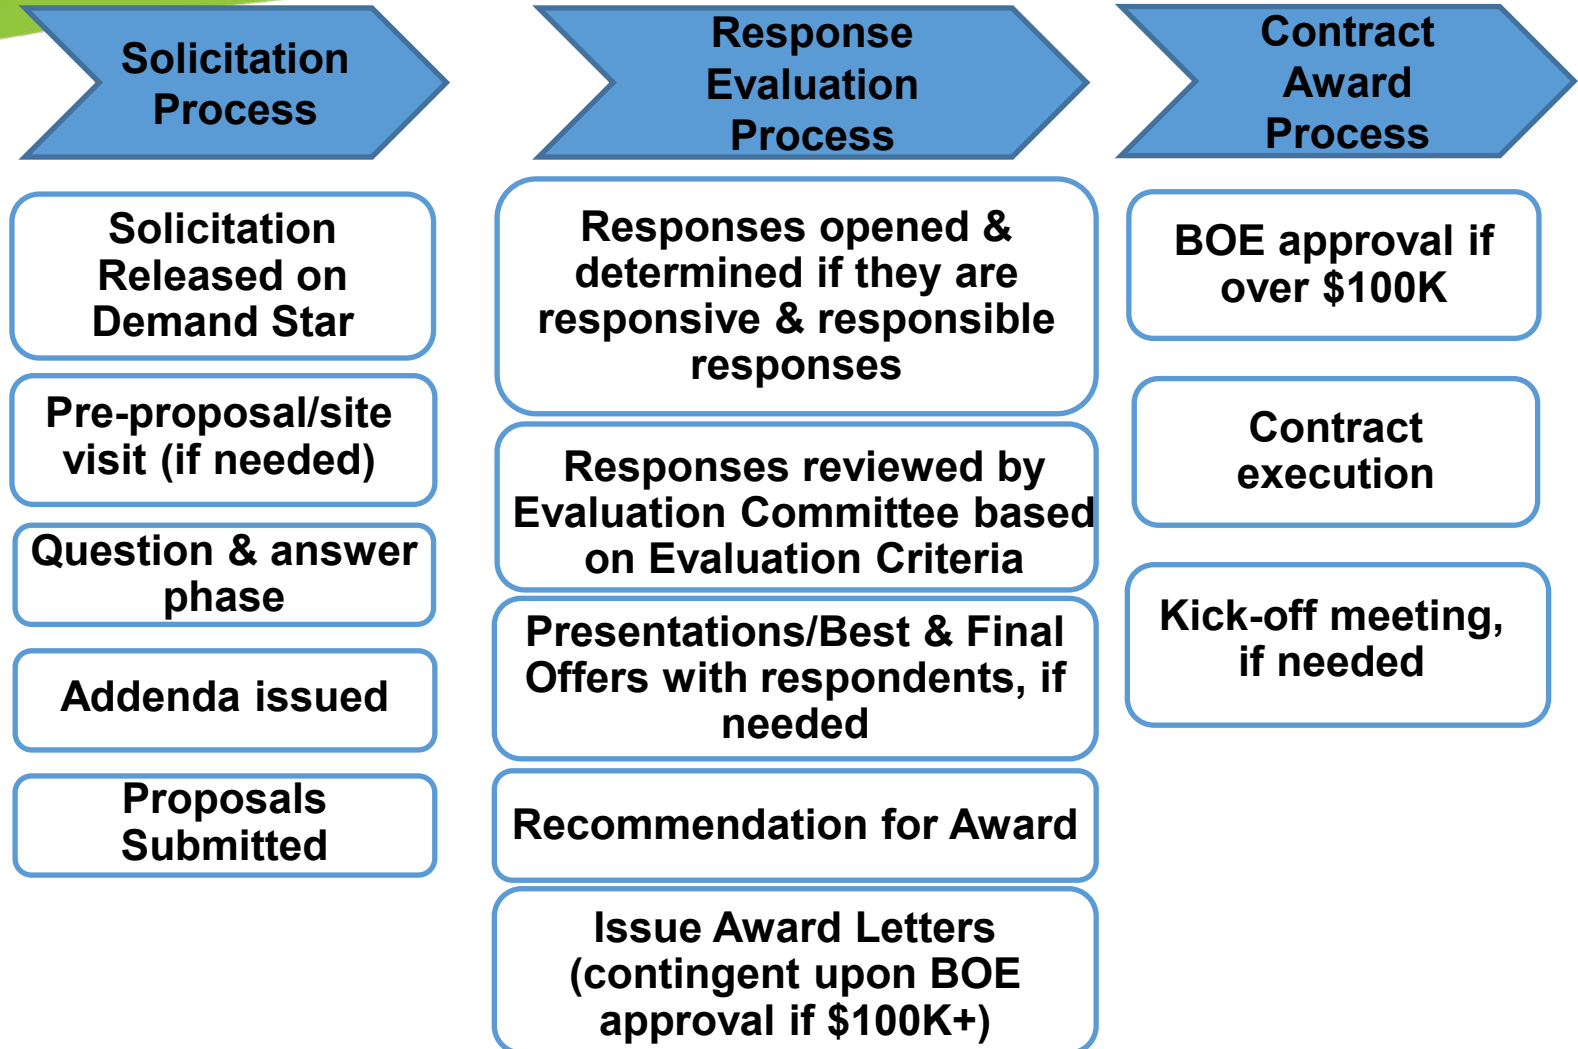 Solicitation
Process
Solicitation
Released on
Demand Star
Pre-proposal/site
visit (if needed)
Question & answer
phase
Addenda issued
Proposals
Submitted
Response
Evaluation
Process
Responses opened &
determined if they are
responsive & responsible
responses
Responses reviewed by
Evaluation Committee based
on Evaluation Criteria
Presentations/Best & Final
Offers with respondents, if
needed
Recommendation for Award
Issue Award Letters
(contingent upon BOE
approval if $100K+)
Contract
Award
Process
BOE approval if
over $100K
Contract
execution
Kick-off meeting,
if needed